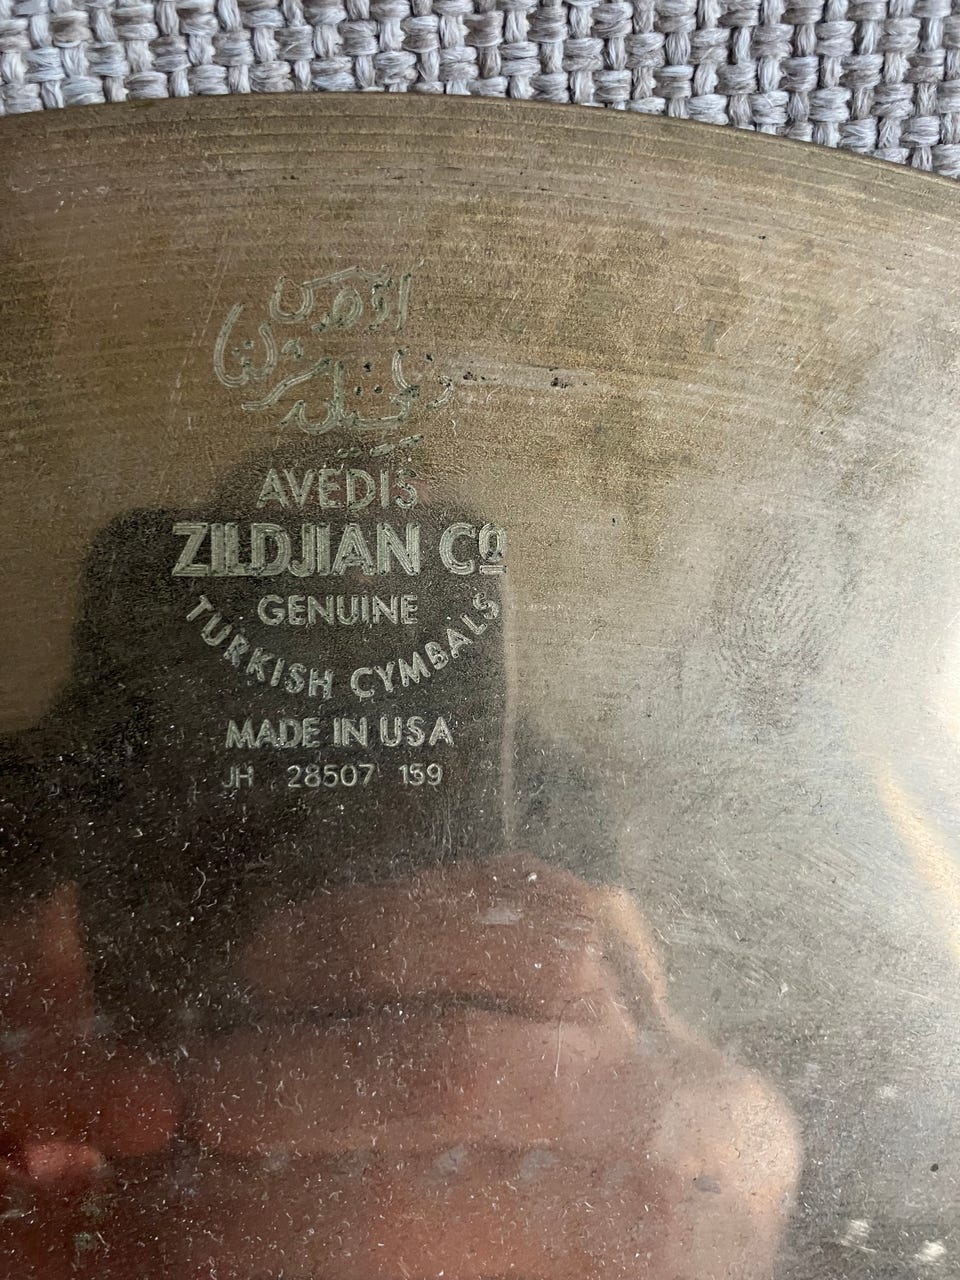 AVEDIS
ZILDJIAN Cº
GENUINE
TURKISH CYMBALS
MADE IN USA
JH 28507 159